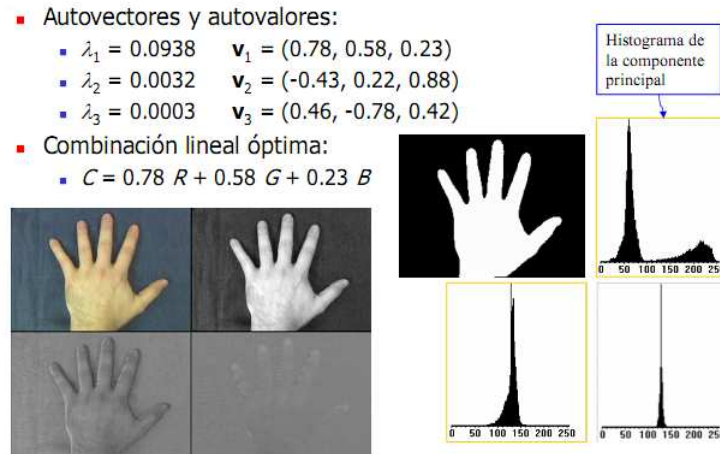 Autovectores y autovalores:
λ1 = 0.0938 v1 = (0.78, 0.58, 0.23)
λ2 = 0.0032 v2 = (-0.43, 0.22, 0.88)
λ3 = 0.0003 v3 = (0.46, -0.78, 0.42)
Combinación lineal óptima:
C = 0.78 R + 0.58 G + 0.23 B
Histograma de
la componente
principal
0 50 100 150 200 250
0 50 100 150 200 250
0 50 100 150 200